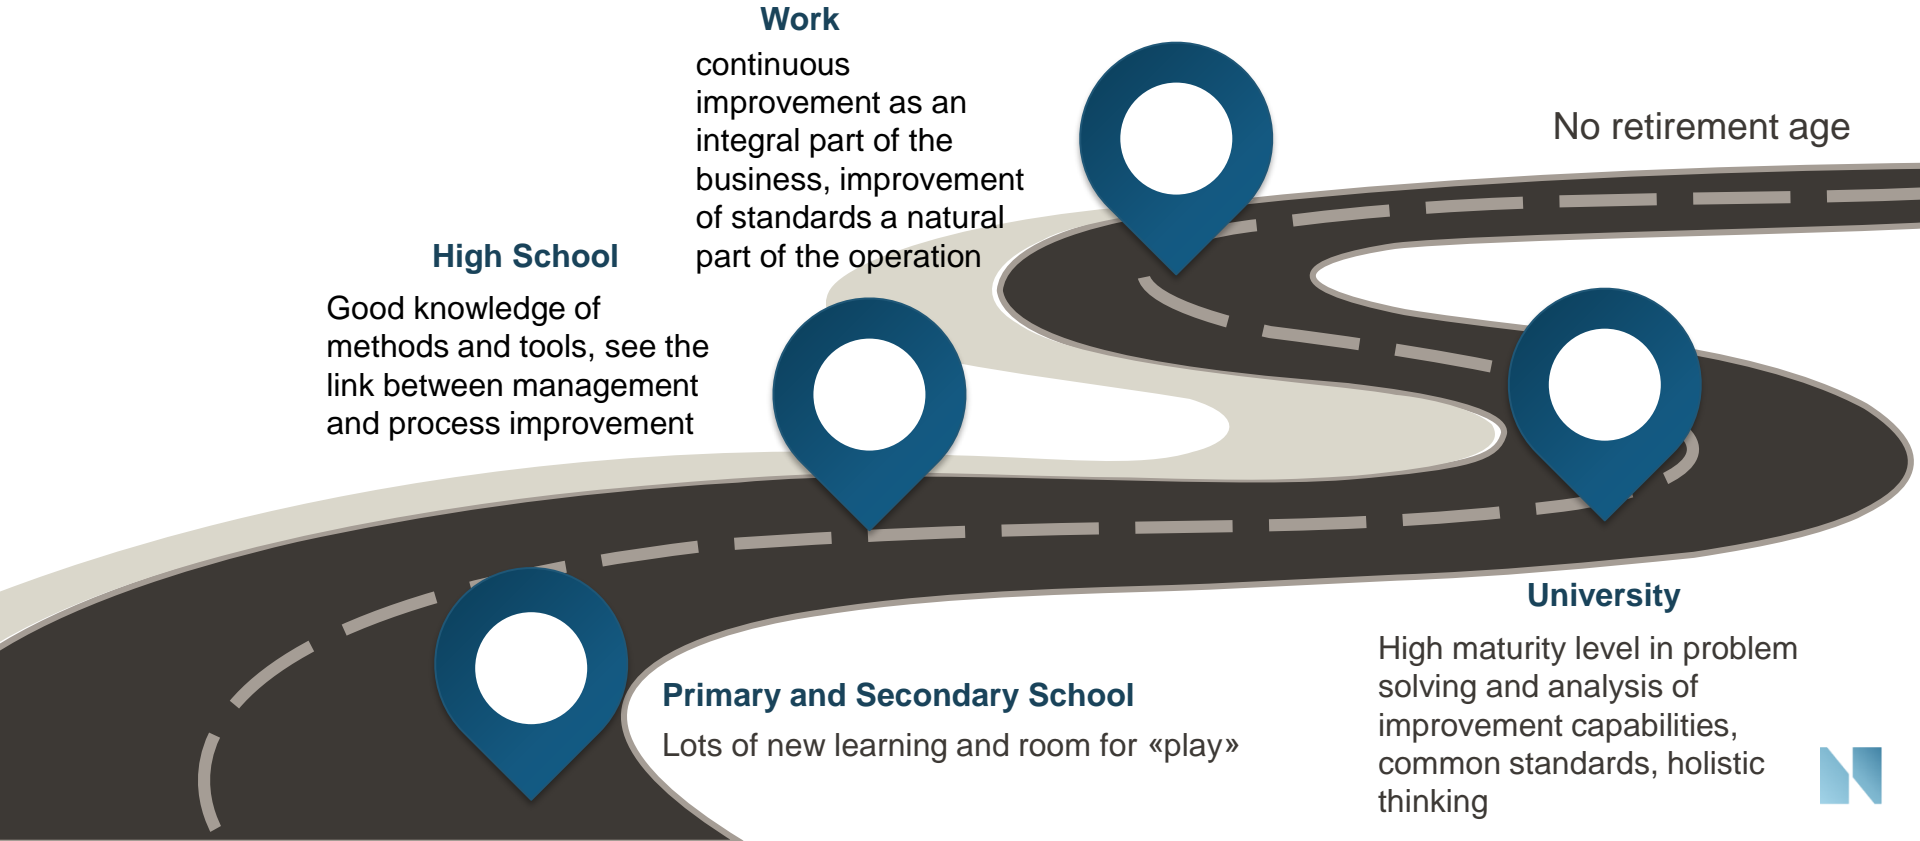 Work
continuous
improvement as an
integral part of the
business, improvement
of standards a natural
part of the operation
No retirement age
High School
Good knowledge of
methods and tools, see the
link between management
and process improvement
University
High maturity level in problem
solving and analysis of
improvement capabilities,
common standards, holistic
thinking
Primary and Secondary School
Lots of new learning and room for «play»
N